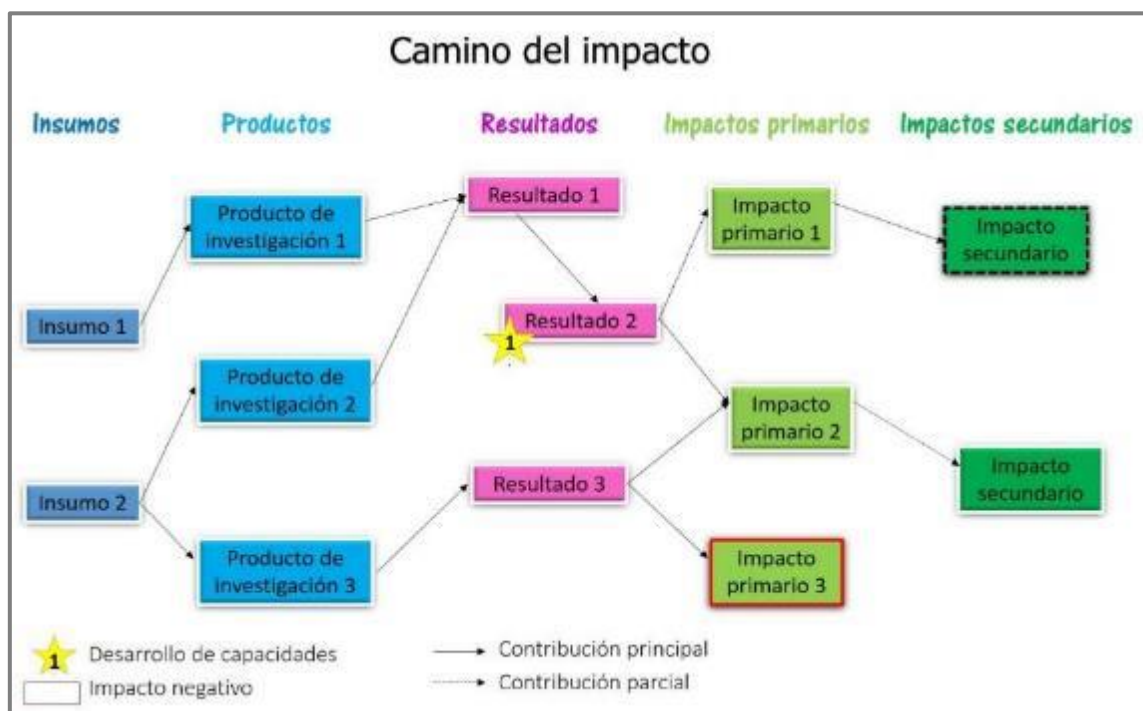 Camino del impacto
Insumos
Productos
Resultados
Impactos primarios
Impactos secundarios
Producto de
investigación 1
Resultado 1
Impacto
primario 1
Impacto
secundario
Insumo 1
Resultado 2
1
Producto de
investigación 2
Impacto
primario 2
Insumo 2
Resultado 3
Impacto
secundario
Producto de
investigación 3
Impacto
primario 3
1
Desarrollo de capacidades
Contribución principal
Impacto negativo
Contribución parcial